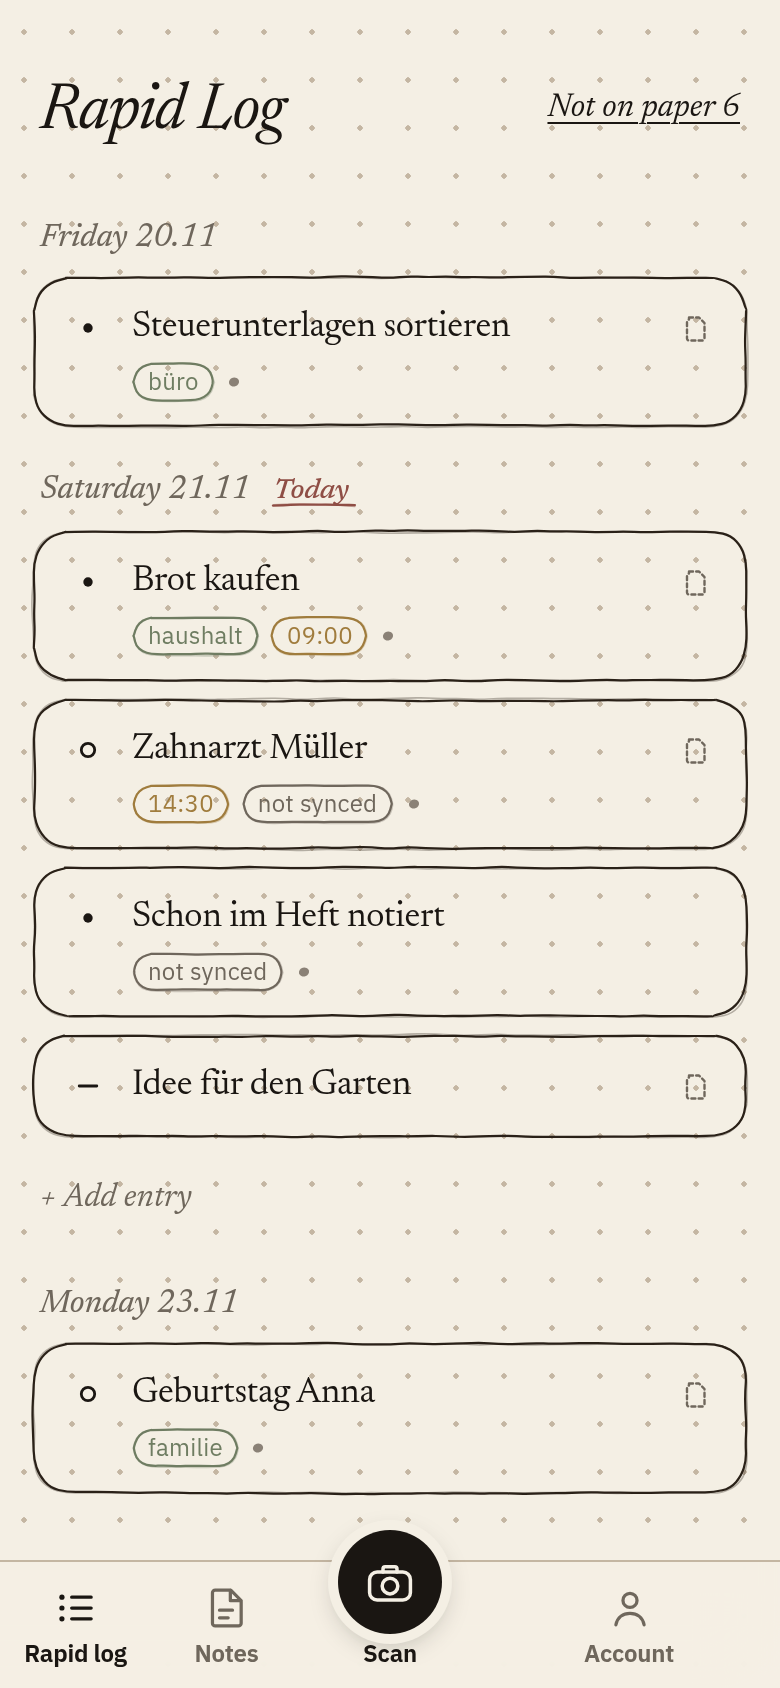 Rapid Log
Not on paper 6
Friday 20.11
• Steuerunterlagen sortieren
büro
Saturday 21.11 Today
• Brot kaufen
haushalt 09:00
Zahnarzt Müller
14:30 not synced
• Schon im Heft notiert
not synced
– Idee für den Garten
+ Add entry
Monday 23.11
Geburtstag Anna
familie
Rapid log
Notes
Scan
Account